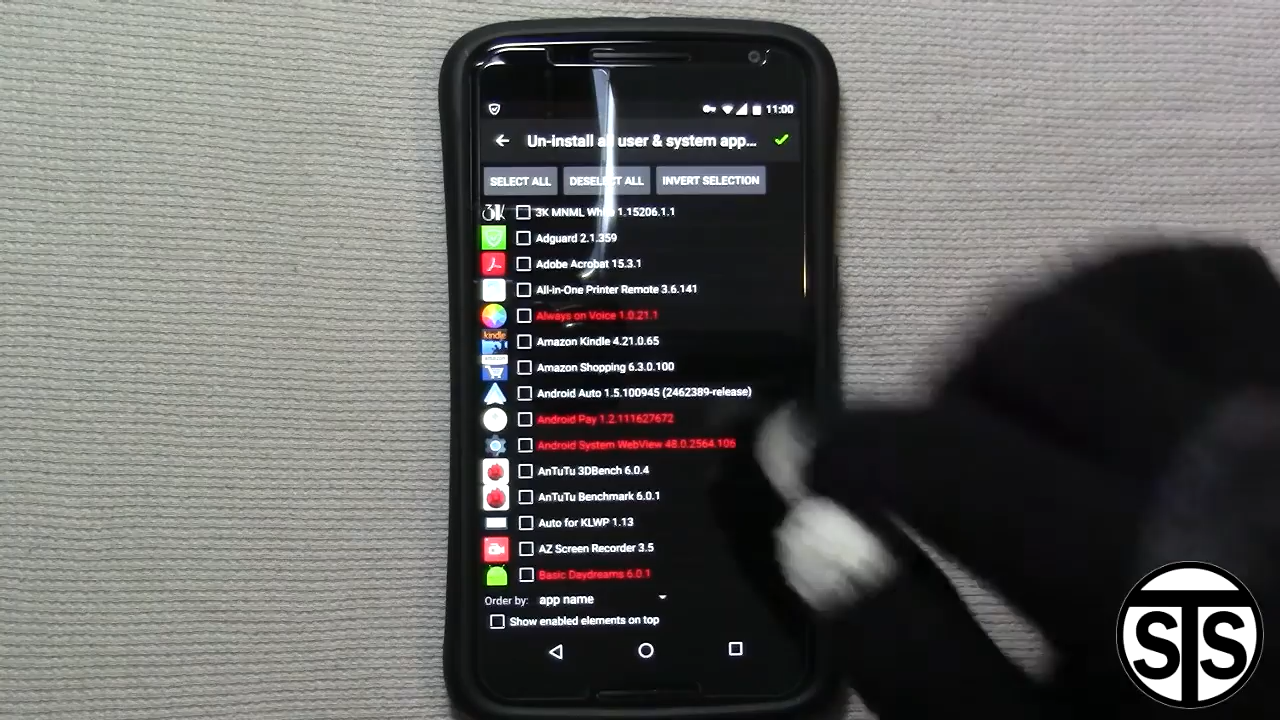 11:00
Un-install all user & system app...
SELECT ALL DESELECT ALL INVERT SELECTION
3K MNML White 1.15206.1.1
Adguard 2.1.359
Adobe Acrobat 15.3.1
All-in-One Printer Remote 3.6.141
Always on Voice 1.0.21.1
kindle
Amazon Kindle 4.21.0.65
amazon
Amazon Shopping 6.3.0.100
Android Auto 1.5.100945 (2462389-release)
Android Pay 1.2.111627672
Android System WebView 48.0.2564.106
AnTuTu 3DBench 6.0.4
AnTuTu Benchmark 6.0.1
Auto for KLWP 1.13
AZ Screen Recorder 3.5
Basic Daydreams 6.0.1
Order by: app name
Show enabled elements on top
STS